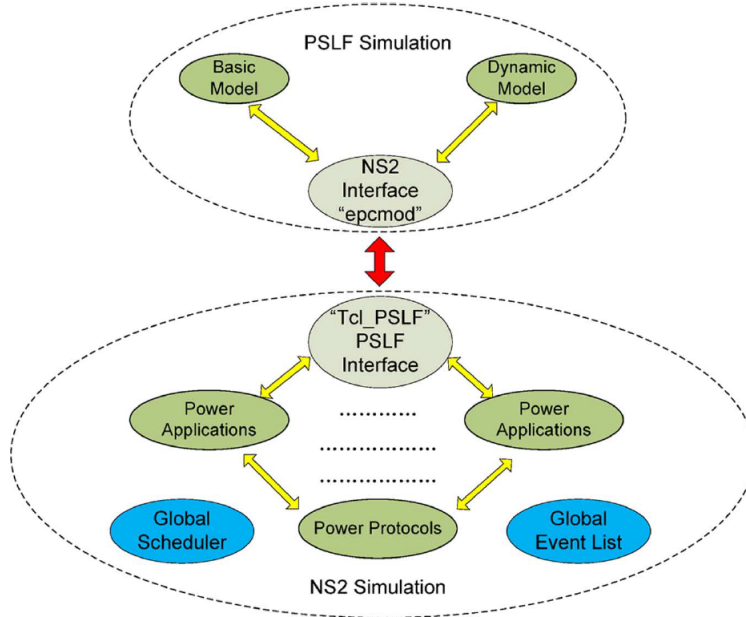 PSLF Simulation
Basic
Model
Dynamic
Model
NS2
Interface
“epcmod”
“Tcl_PSLF”
PSLF
Interface
Power
Applications
Power
Applications
Global
Scheduler
Power Protocols
Global
Event List
NS2 Simulation